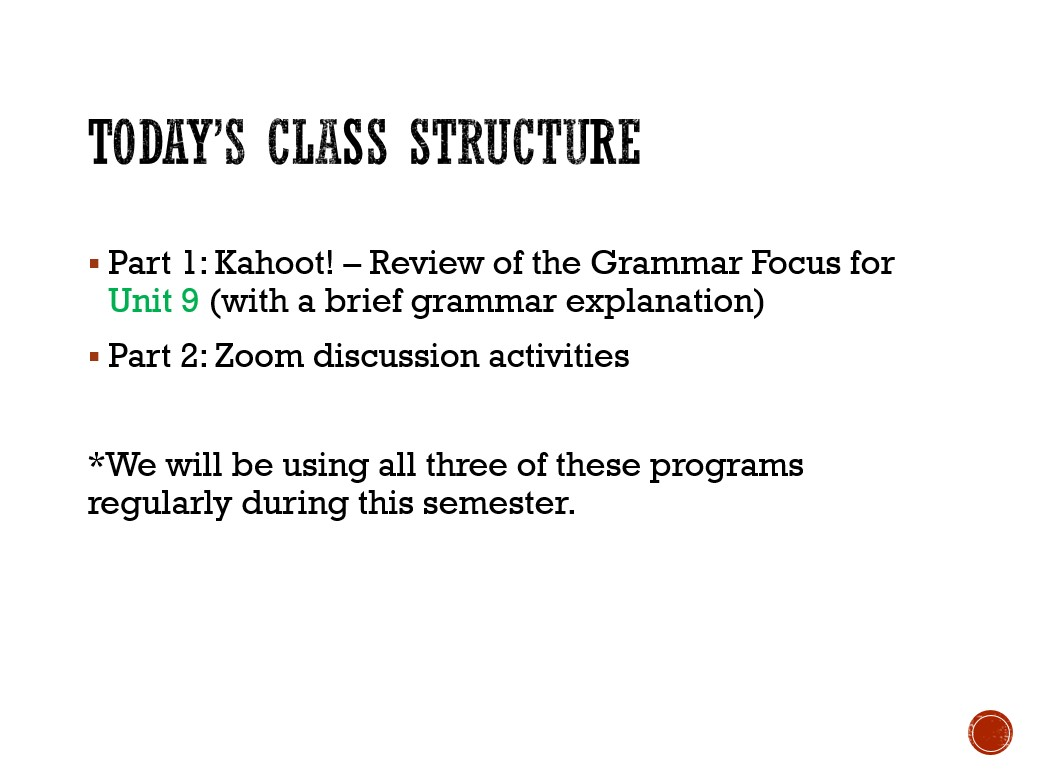 TODAY'S CLASS STRUCTURE
▪ Part 1: Kahoot! – Review of the Grammar Focus for
Unit 9 (with a brief grammar explanation)
▪ Part 2: Zoom discussion activities
*We will be using all three of these programs
regularly during this semester.